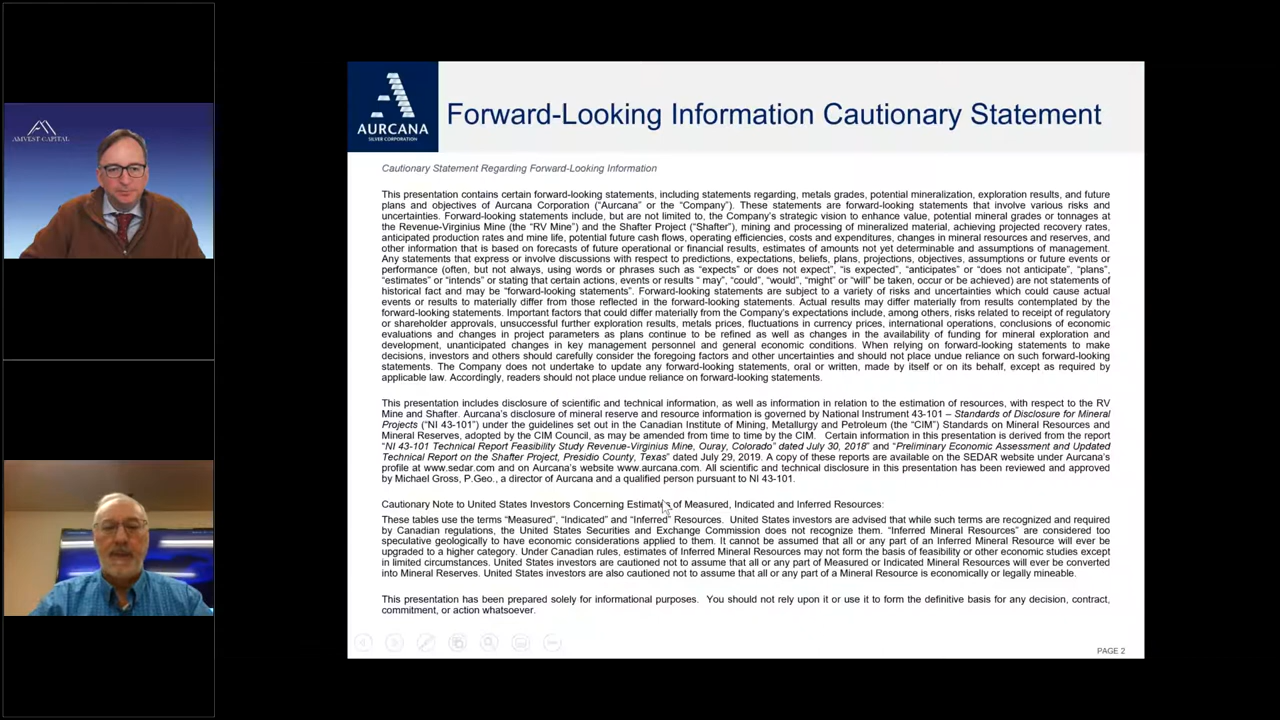 AMVEST CAPITAL
AURCANA
SILVER CORPORATION
Forward-Looking Information Cautionary Statement
Cautionary Statement Regarding Forward-Looking Information
This presentation contains certain forward-looking statements, including statements regarding, metals grades, potential mineralization, exploration results, and future
plans and objectives of Aurcana Corporation (“Aurcana” or the “Company”). These statements are forward-looking statements that involve various risks and
uncertainties. Forward-looking statements include, but are not limited to, the Company’s strategic vision to enhance value, potential mineral grades or tonnages at
the Revenue-Virginius Mine (the “RV Mine”) and the Shafter Project (“Shafter”), mining and processing of mineralized material, achieving projected recovery rates,
anticipated production rates and mine life, potential future cash flows, operating efficiencies, costs and expenditures, changes in mineral resources and reserves, and
other information that is based on forecasts of future operational or financial results, estimates of amounts not yet determinable and assumptions of management.
Any statements that express or involve discussions with respect to predictions, expectations, beliefs, plans, projections, objectives, assumptions or future events or
performance (often, but not always, using words or phrases such as “expects” or does not expect”, “is expected”, “anticipates” or “does not anticipate”, “plans”,
“estimates” or “intends” or stating that certain actions, events or results “ may”, “could”, “would”, “might” or “will” be taken, occur or be achieved) are not statements of
historical fact and may be “forward-looking statements”. Forward-looking statements are subject to a variety of risks and uncertainties which could cause actual
events or results to materially differ from those reflected in the forward-looking statements. Actual results may differ materially from results contemplated by the
forward-looking statements. Important factors that could differ materially from the Company’s expectations include, among others, risks related to receipt of regulatory
or shareholder approvals, unsuccessful further exploration results, metals prices, fluctuations in currency prices, international operations, conclusions of economic
evaluations and changes in project parameters as plans continue to be refined as well as changes in the availability of funding for mineral exploration and
development, unanticipated changes in key management personnel and general economic conditions. When relying on forward-looking statements to make
decisions, investors and others should carefully consider the foregoing factors and other uncertainties and should not place undue reliance on such forward-looking
statements. The Company does not undertake to update any forward-looking statements, oral or written, made by itself or on its behalf, except as required by
applicable law. Accordingly, readers should not place undue reliance on forward-looking statements.
This presentation includes disclosure of scientific and technical information, as well as information in relation to the estimation of resources, with respect to the RV
Mine and Shafter. Aurcana’s disclosure of mineral reserve and resource information is governed by National Instrument 43-101 – Standards of Disclosure for Mineral
Projects (“NI 43-101”) under the guidelines set out in the Canadian Institute of Mining, Metallurgy and Petroleum (the “CIM”) Standards on Mineral Resources and
Mineral Reserves, adopted by the CIM Council, as may be amended from time to time by the CIM. Certain information in this presentation is derived from the report
“NI 43-101 Technical Report Feasibility Study Revenue-Virginius Mine, Ouray, Colorado” dated July 30, 2018” and “Preliminary Economic Assessment and Updated
Technical Report on the Shafter Project, Presidio County, Texas” dated July 29, 2019. A copy of these reports are available on the SEDAR website under Aurcana’s
profile at www.sedar.com and on Aurcana’s website www.aurcana.com. All scientific and technical disclosure in this presentation has been reviewed and approved
by Michael Gross, P.Geo., a director of Aurcana and a qualified person pursuant to NI 43-101.
Cautionary Note to United States Investors Concerning Estimates of Measured, Indicated and Inferred Resources:
These tables use the terms “Measured”, “Indicated” and “Inferred” Resources. United States investors are advised that while such terms are recognized and required
by Canadian regulations, the United States Securities and Exchange Commission does not recognize them. “Inferred Mineral Resources” are considered too
speculative geologically to have economic considerations applied to them. It cannot be assumed that all or any part of an Inferred Mineral Resource will ever be
upgraded to a higher category. Under Canadian rules, estimates of Inferred Mineral Resources may not form the basis of feasibility or other economic studies except
in limited circumstances. United States investors are cautioned not to assume that all or any part of Measured or Indicated Mineral Resources will ever be converted
into Mineral Reserves. United States investors are also cautioned not to assume that all or any part of a Mineral Resource is economically or legally mineable.
This presentation has been prepared solely for informational purposes. You should not rely upon it or use it to form the definitive basis for any decision, contract,
commitment, or action whatsoever.
PAGE 2